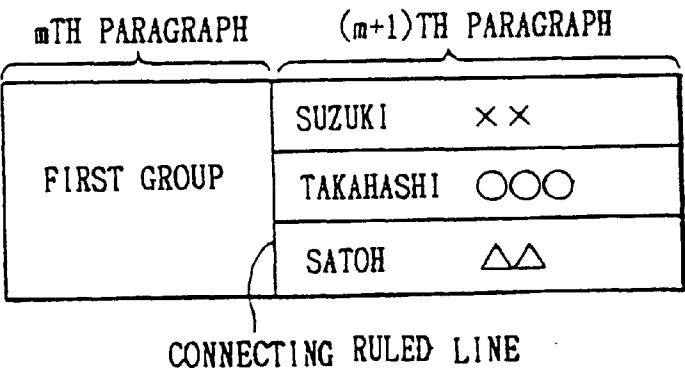 mTH PARAGRAPH (m+1)TH PARAGRAPH
SUZUKI ××
FIRST GROUP TAKAHASHI ○○○
SATOH △△
CONNECTING RULED LINE